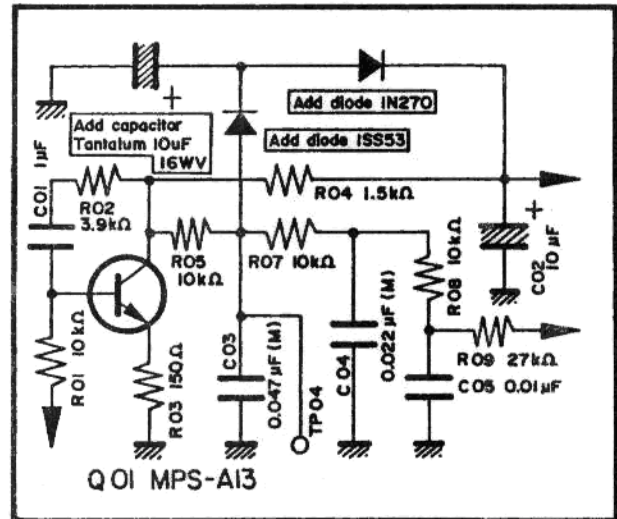 +
Add diode 1N270
Add capacitor
Tantalum 10uF
16WV
Add diode 1SS53
C01 1µF
R02
3.9kΩ
R04 1.5kΩ
+
C02
10µF
R05
10kΩ
R07 10kΩ
R08 10kΩ
R01 10kΩ
R03 150Ω
C03
0.047µF(M)
TP04
C04
0.022µF(M)
R09 27kΩ
C05 0.01µF
Q01 MPS-A13